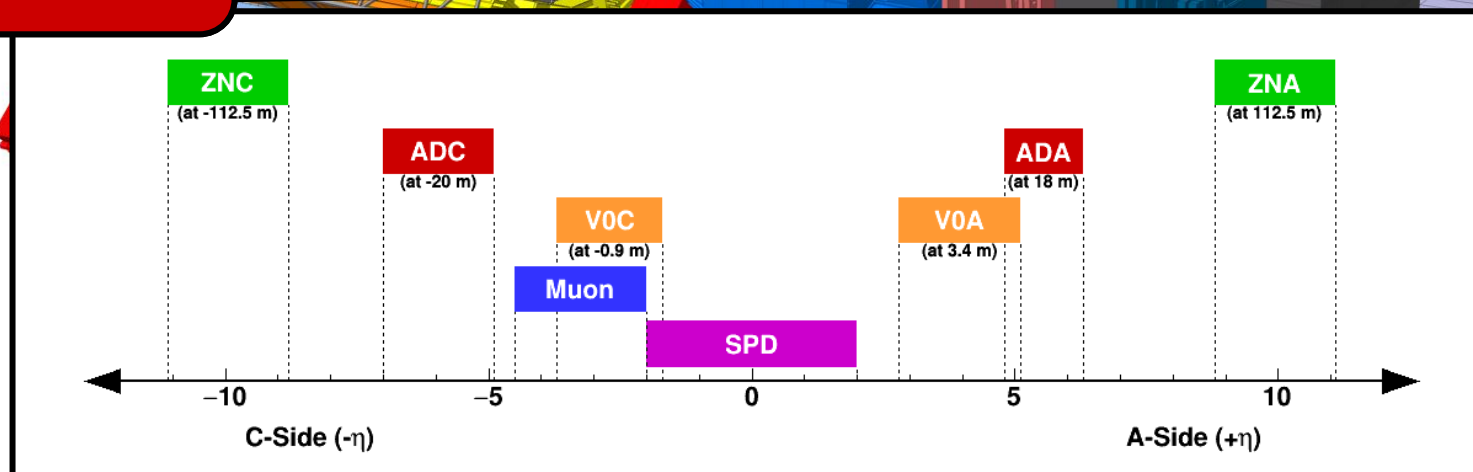 ZNC
(at -112.5 m)
ZNA
(at 112.5 m)
ADC
(at -20 m)
ADA
(at 18 m)
V0C
(at -0.9 m)
V0A
(at 3.4 m)
Muon
SPD
−10 −5 0 5 10
C-Side (-η) A-Side (+η)